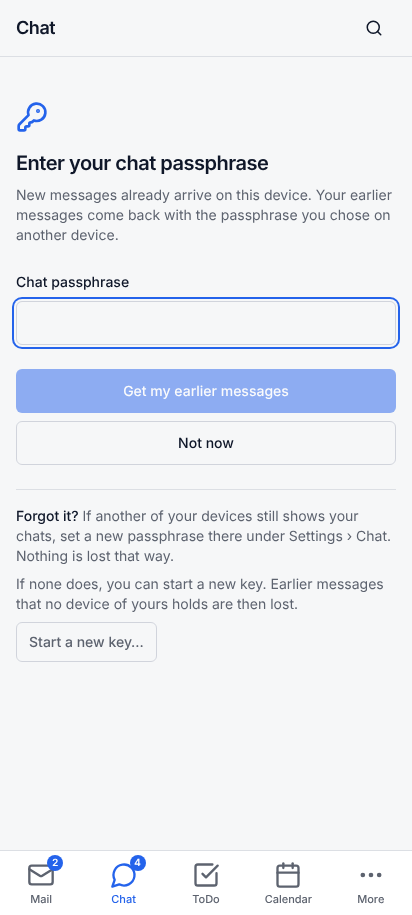 Chat
Enter your chat passphrase
New messages already arrive on this device. Your earlier
messages come back with the passphrase you chose on
another device.
Chat passphrase
Get my earlier messages
Not now
Forgot it? If another of your devices still shows your
chats, set a new passphrase there under Settings › Chat.
Nothing is lost that way.
If none does, you can start a new key. Earlier messages
that no device of yours holds are then lost.
Start a new key...
2
4
Mail
Chat
ToDo
Calendar
More